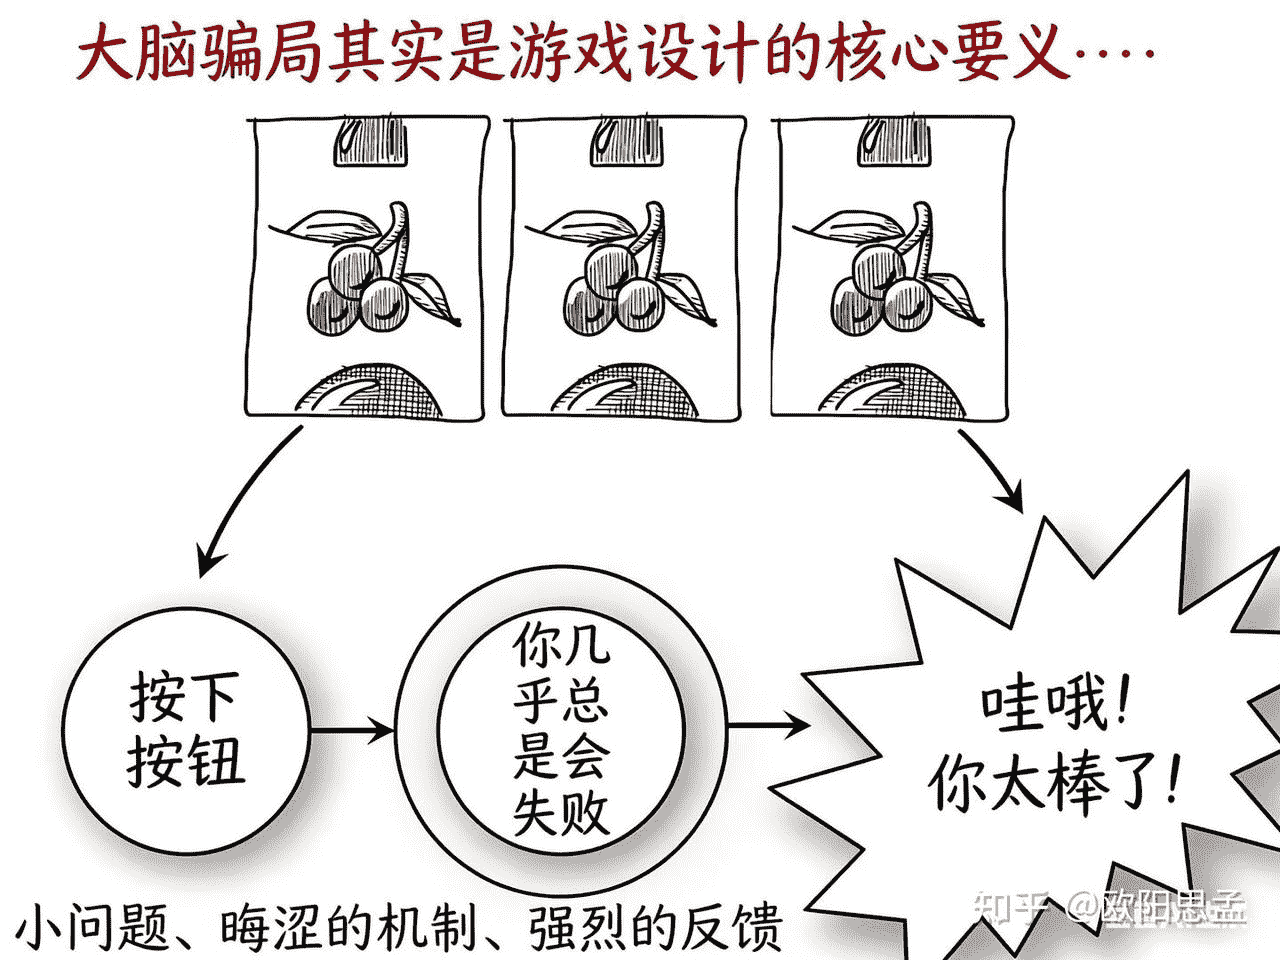 大脑骗局其实是游戏设计的核心要义····
按下
按钮
你几
乎总
是会
失败
哇哦!
你太棒了!
小问题、晦涩的机制、强烈的反馈
知乎 @欧阳思孟